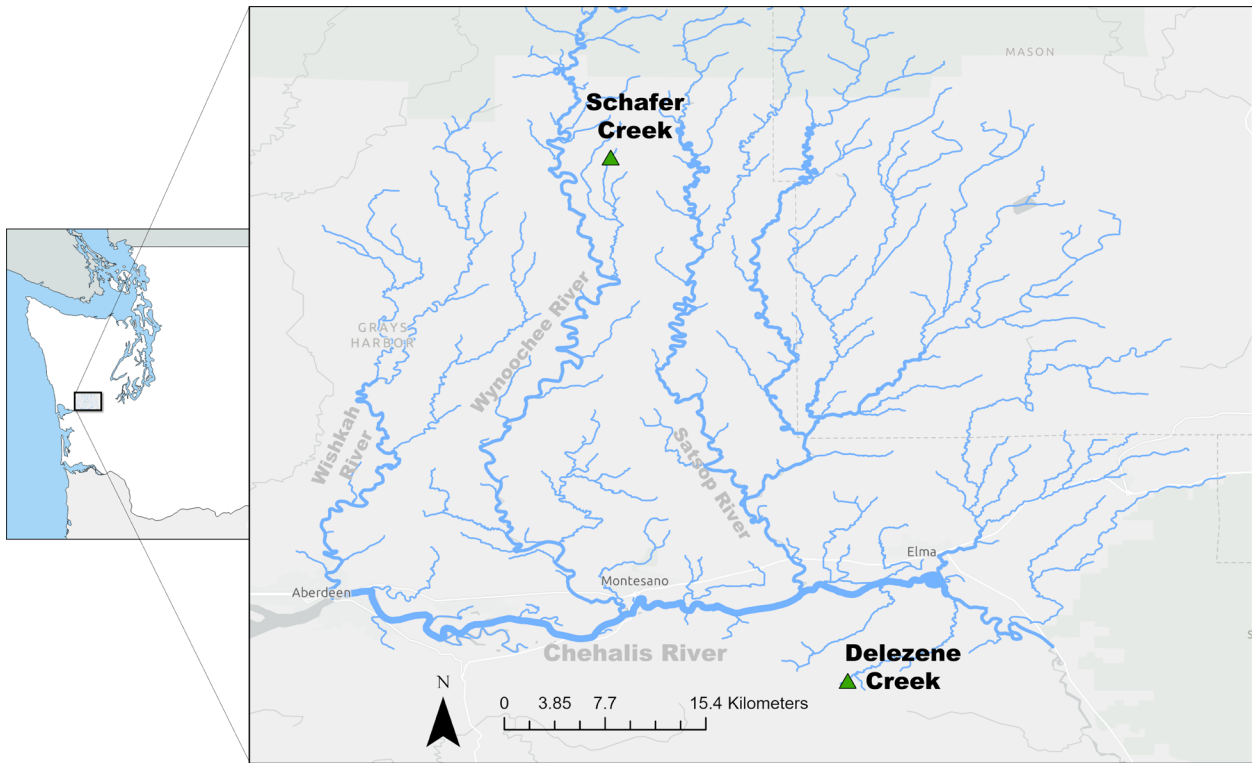 MASON
Schafer
Creek
GRAYS
HARBOR
Wynoochee River
Wishkah
River
Satsop River
Elma
Aberdeen
Montesano
Chehalis River
Delezene
Creek
N
0 3.85 7.7 15.4 Kilometers
S